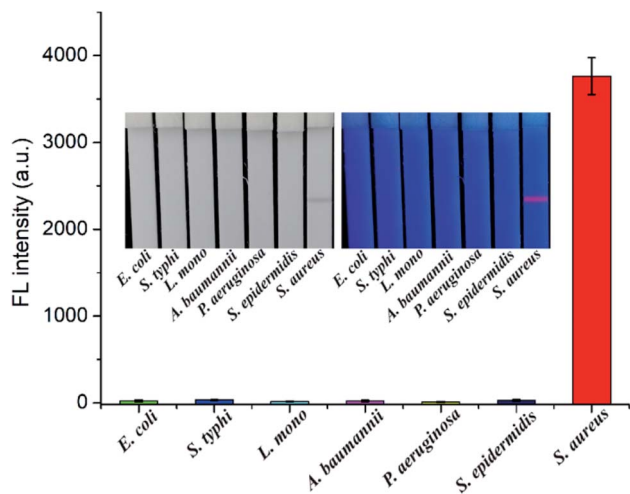 FL intensity (a.u.)
4000
3000
2000
1000
0
E. coli
S. typhi
L. mono
A. baumannii
P. aeruginosa
S. epidermidis
S. aureus
E. coli
S. typhi
L. mono
A. baumannii
P. aeruginosa
S. epidermidis
S. aureus
E. coli
S. typhi
L. mono
A. baumannii
P. aeruginosa
S. epidermidis
S. aureus